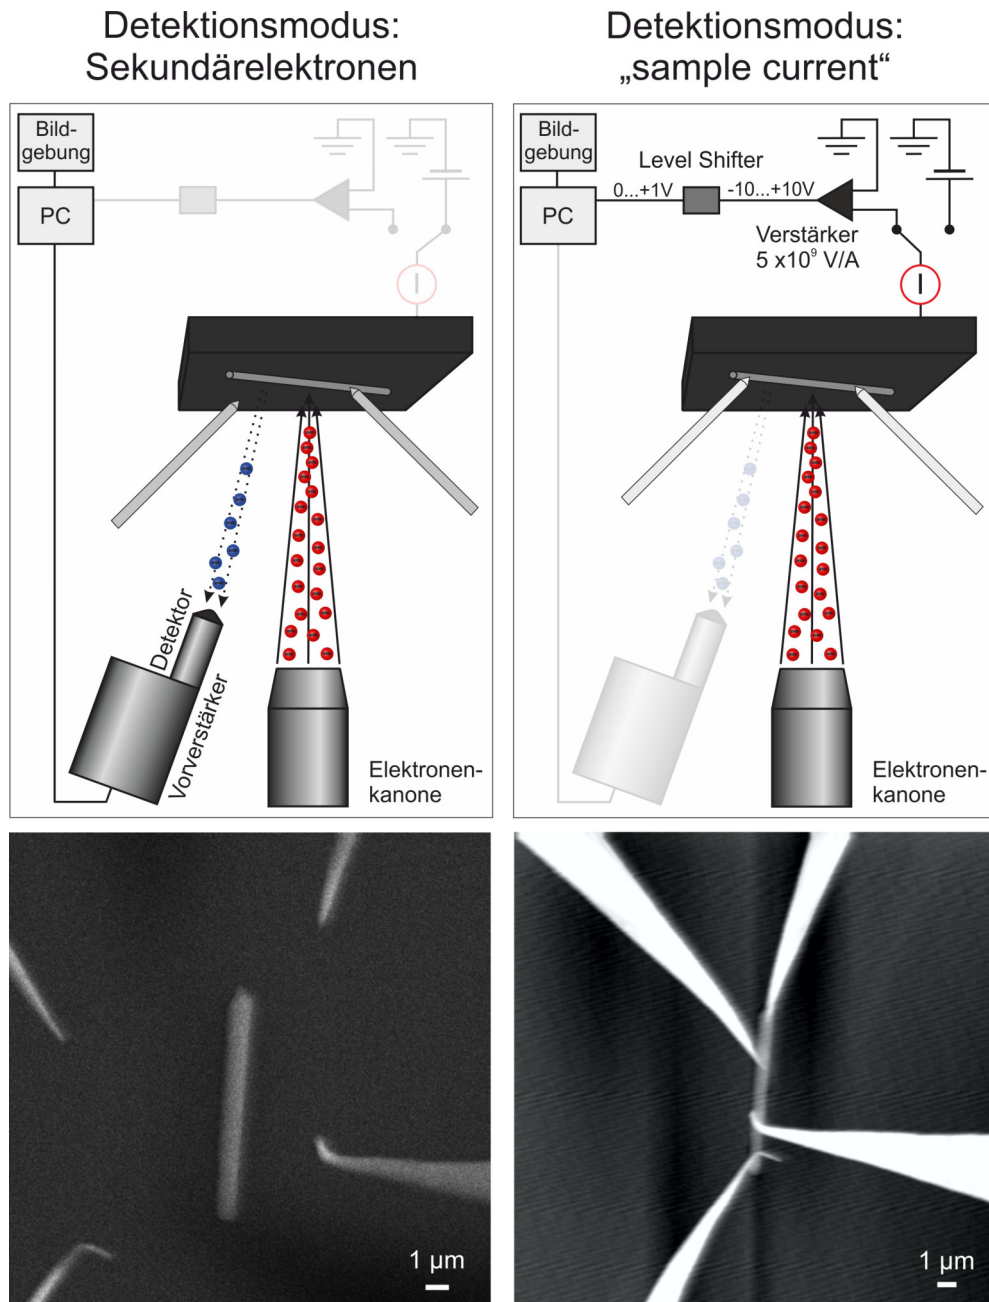 Detektionsmodus:
Sekundärelektronen
Bild-
gebung
PC
I
Detektor
Vorverstärker
Elektronen-
kanone
1 µm
Detektionsmodus:
„sample current“
Bild-
gebung
PC
Level Shifter
0...+1V
-10...+10V
Verstärker
5 x10⁹ V/A
I
Elektronen-
kanone
1 µm